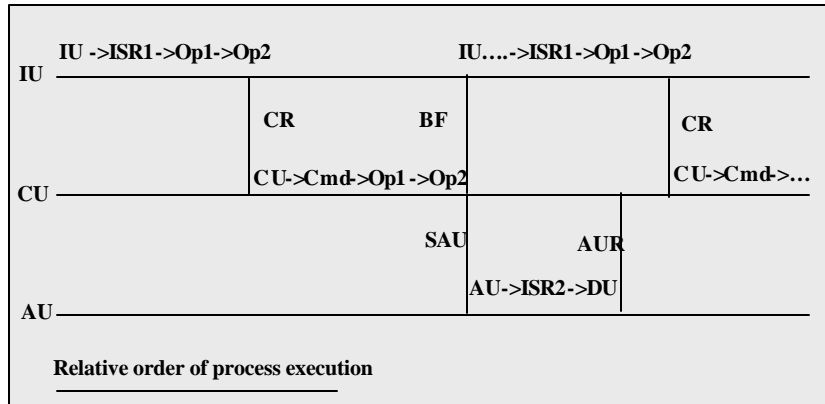 IU ->ISR1->Op1->Op2
IU….->ISR1->Op1->Op2
IU
CR
BF
CR
CU->Cmd->Op1->Op2
CU->Cmd->…
CU
SAU
AUR
AU->ISR2->DU
AU
Relative order of process execution